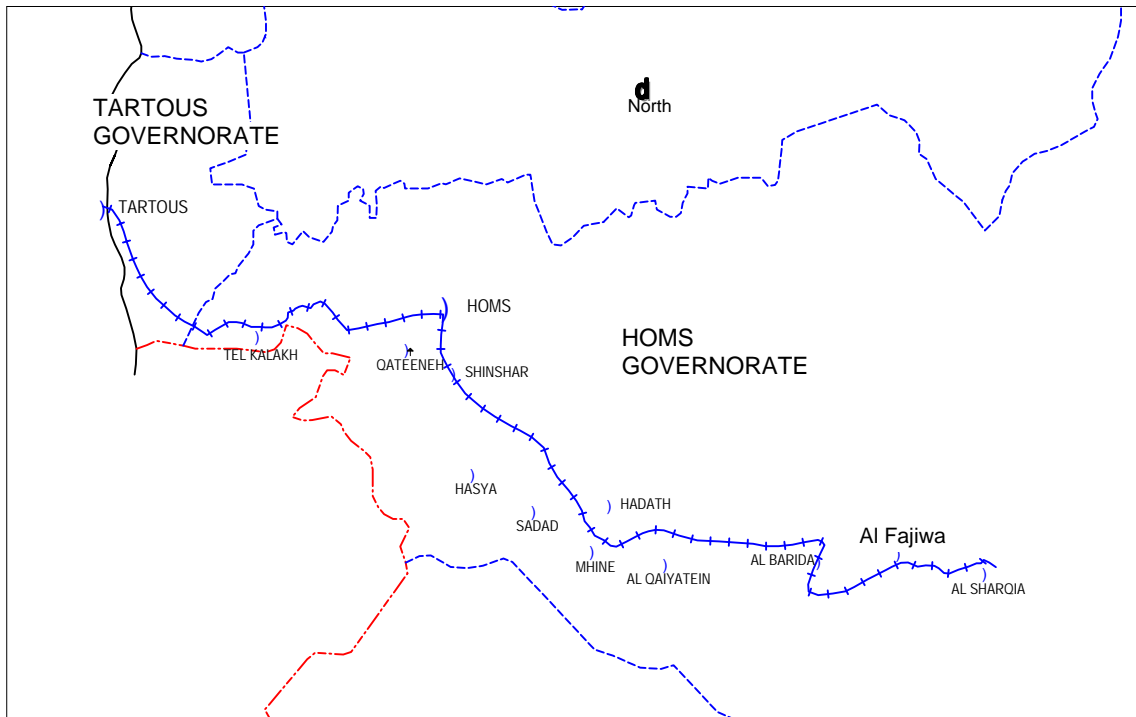 d
North
TARTOUS
GOVERNORATE
TARTOUS
HOMS
HOMS
GOVERNORATE
TEL KALAKH
QATEENEH
SHINSHAR
HASYA
SADAD
HADATH
MHINE
AL QAIYATEIN
AL BARIDA
Al Fajiwa
AL SHARQIA